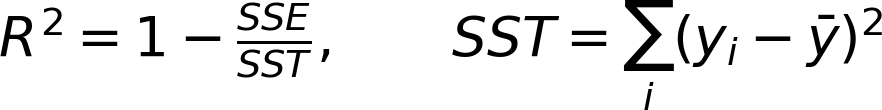 R² = 1 − SSE/SST, SST = ∑ᵢ(yᵢ − ȳ)²